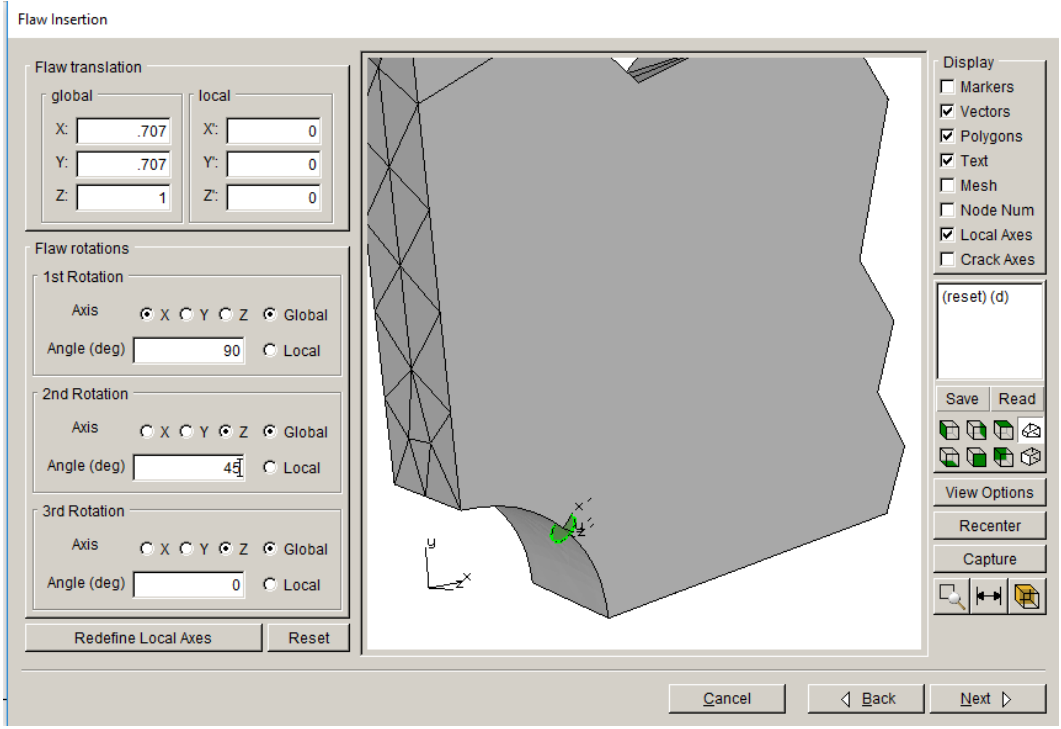 Flaw Insertion
Flaw translation
global
X: .707
Y: .707
Z: 1
local
X': 0
Y': 0
Z': 0
Flaw rotations
1st Rotation
Axis X Y Z Global
Angle (deg) 90 Local
2nd Rotation
Axis X Y Z Global
Angle (deg) 45 Local
3rd Rotation
Axis X Y Z Global
Angle (deg) 0 Local
Redefine Local Axes Reset
x'
z'
y
x
z
Display
Markers
Vectors
Polygons
Text
Mesh
Node Num
Local Axes
Crack Axes
(reset) (d)
Save Read
View Options
Recenter
Capture
Cancel Back Next